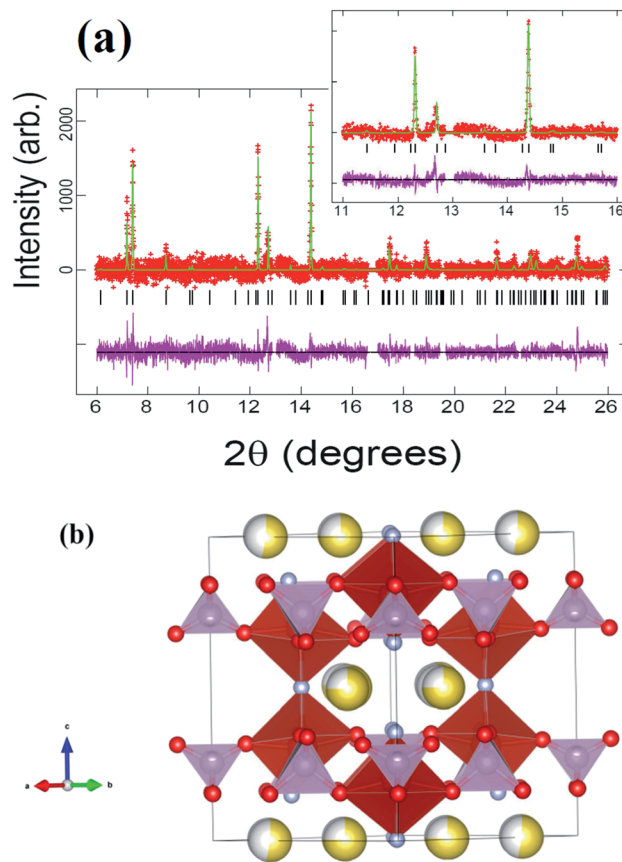 (a)
Intensity (arb.)
2000
1000
0
11 12 13 14 15 16
6 8 10 12 14 16 18 20 22 24 26
2θ (degrees)
(b)
c
a b